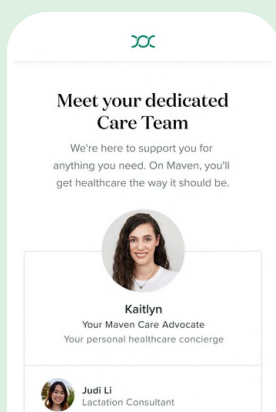 Meet your dedicated
Care Team
We're here to support you for
anything you need. On Maven, you'll
get healthcare the way it should be.
Kaitlyn
Your Maven Care Advocate
Your personal healthcare concierge
Judi Li
Lactation Consultant